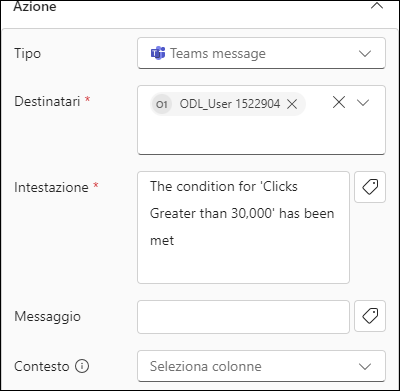 Azione
Tipo
Teams message
Destinatari *
O1 ODL_User 1522904
Intestazione *
The condition for 'Clicks
Greater than 30,000' has been
met
Messaggio
Contesto
Seleziona colonne